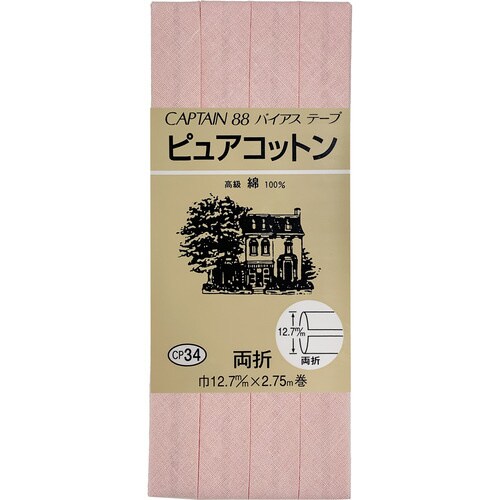 CAPTAIN 88 バイアス テープ
ピュアコットン
高級 綿 100%
12.7m/m
両折
CP34
両折
巾12.7m/m×2.75m巻